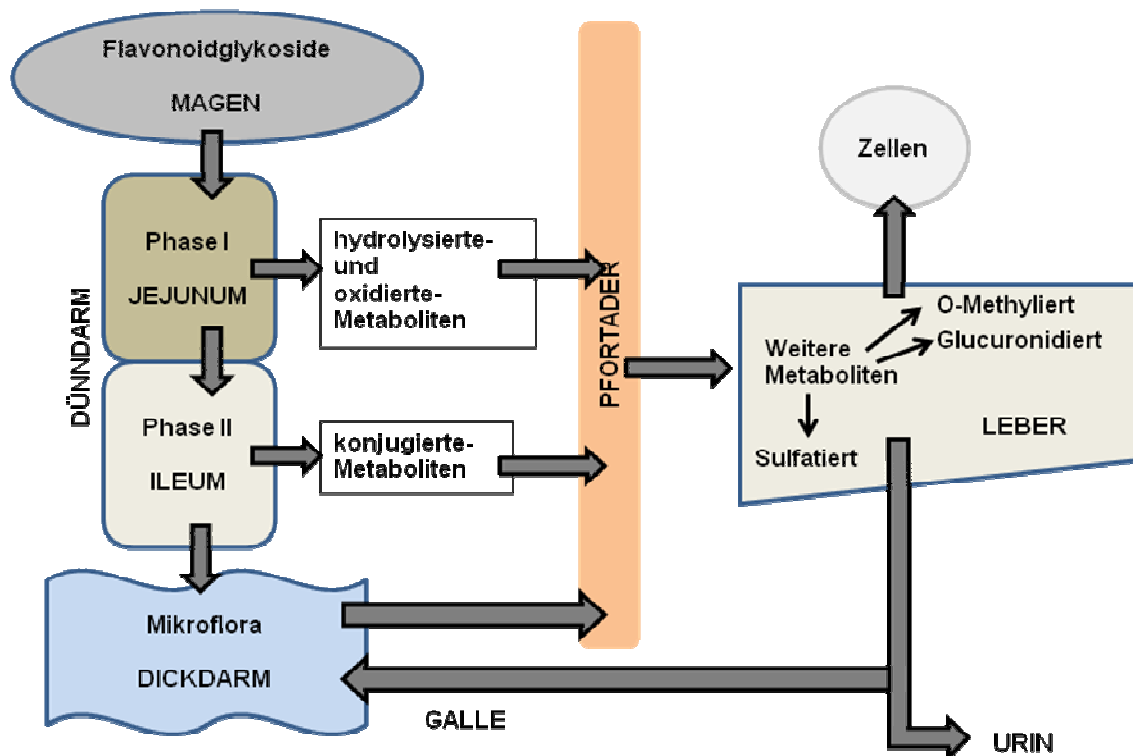 Flavonoidglykoside
MAGEN
Phase I
JEJUNUM
DÜNNDARM
Phase II
ILEUM
Mikroflora
DICKDARM
hydrolysierte-
und
oxidierte-
Metaboliten
konjugierte-
Metaboliten
PFORTADER
Zellen
O-Methyliert
Glucuronidiert
Weitere
Metaboliten
LEBER
Sulfatiert
GALLE
URIN